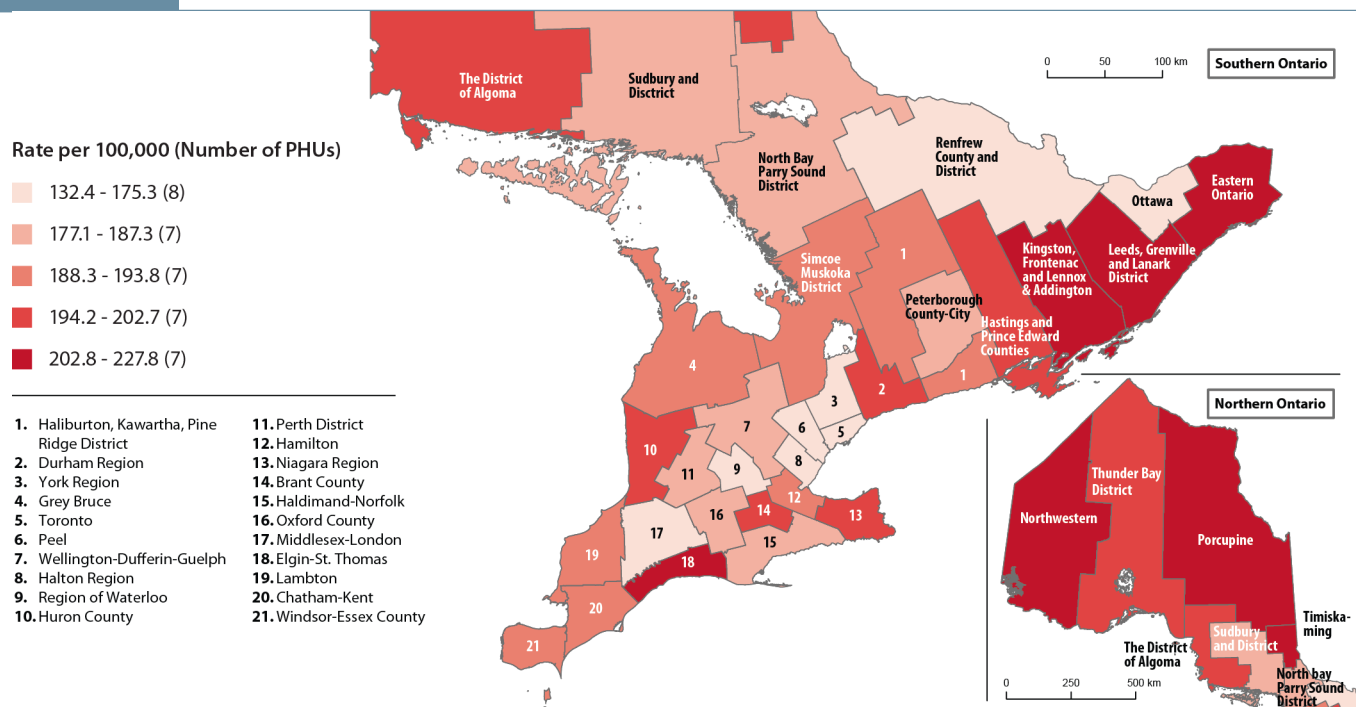 Rate per 100,000 (Number of PHUs)
132.4 - 175.3 (8)
177.1 - 187.3 (7)
188.3 - 193.8 (7)
194.2 - 202.7 (7)
202.8 - 227.8 (7)
1. Haliburton, Kawartha, Pine
Ridge District
2. Durham Region
3. York Region
4. Grey Bruce
5. Toronto
6. Peel
7. Wellington-Dufferin-Guelph
8. Halton Region
9. Region of Waterloo
10. Huron County
11. Perth District
12. Hamilton
13. Niagara Region
14. Brant County
15. Haldimand-Norfolk
16. Oxford County
17. Middlesex-London
18. Elgin-St. Thomas
19. Lambton
20. Chatham-Kent
21. Windsor-Essex County
0 50 100 km
Southern Ontario
The District
of Algoma
Sudbury and
Disctrict
North Bay
Parry Sound
District
Renfrew
County and
District
Ottawa
Eastern
Ontario
Simcoe
Muskoka
District
1
Kingston,
Frontenac
and Lennox
& Addington
Leeds, Grenville
and Lanark
District
Peterborough
County-City
Hastings and
Prince Edward
Counties
4
2
1
3
7
6
5
10
11
9
8
12
16
14
13
17
15
19
18
20
21
Northern Ontario
Thunder Bay
District
Northwestern
Porcupine
Timiska-
ming
Sudbury
and District
The District
of Algoma
North bay
Parry Sound
District
0 250 500 km